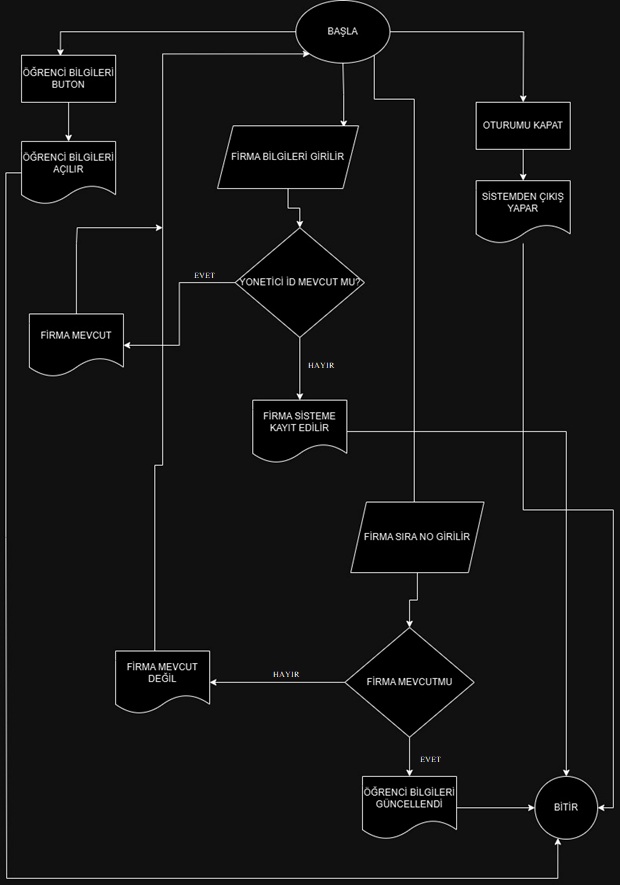 BAŞLA
ÖĞRENCİ BİLGİLERİ
BUTON
OTURUMU KAPAT
FİRMA BİLGİLERİ GİRİLİR
ÖĞRENCİ BİLGİLERİ
AÇILIR
SİSTEMDEN ÇIKIŞ
YAPAR
EVET
YONETİCİ İD MEVCUT MU?
FİRMA MEVCUT
HAYIR
FİRMA SİSTEME
KAYIT EDİLİR
FİRMA SIRA NO GİRİLİR
FİRMA MEVCUT
DEĞİL
HAYIR
FİRMA MEVCUTMU
EVET
ÖĞRENCİ BİLGİLERİ
GÜNCELLENDİ
BİTİR